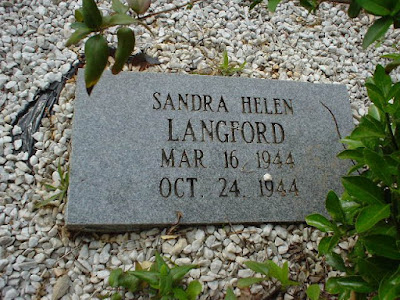 SANDRA HELEN
LANGFORD
MAR 16 1944
OCT. 24. 1944